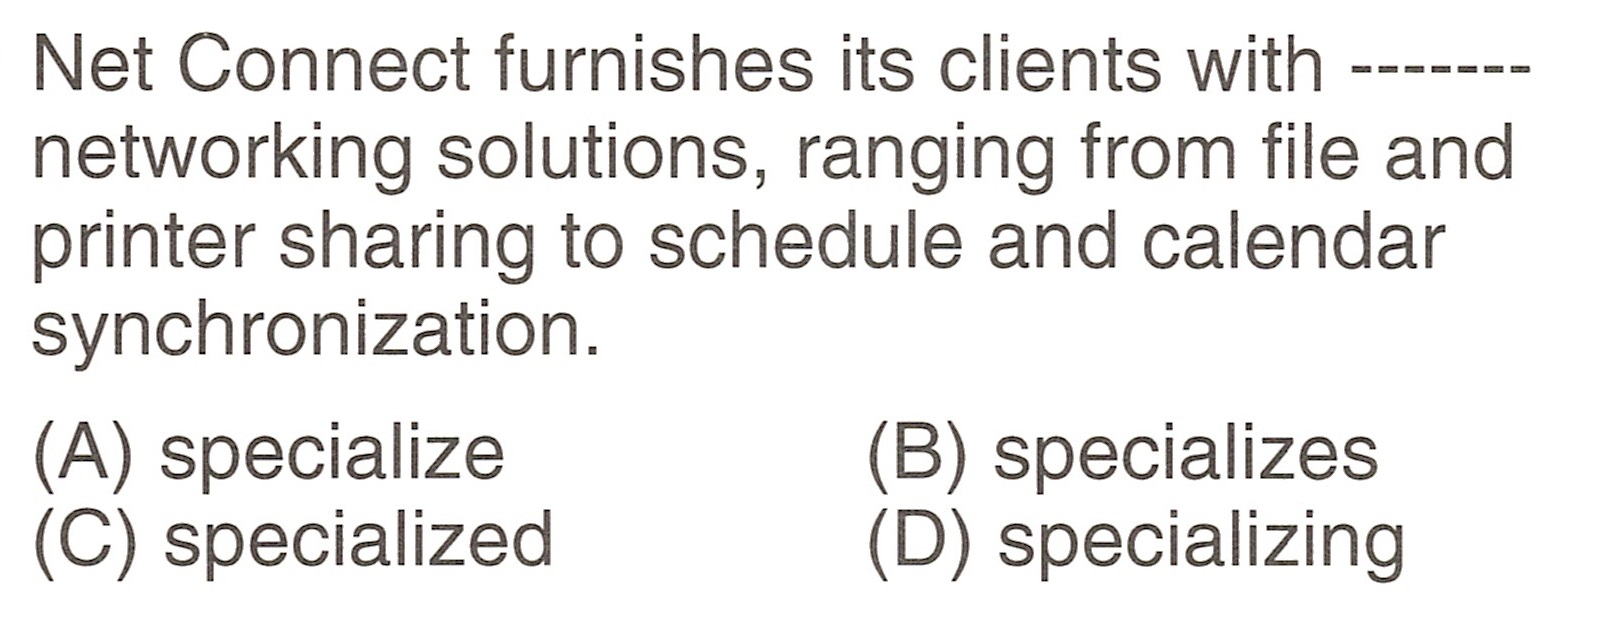 Net Connect furnishes its clients with -------
networking solutions, ranging from file and
printer sharing to schedule and calendar
synchronization.
(A) specialize (B) specializes
(C) specialized (D) specializing